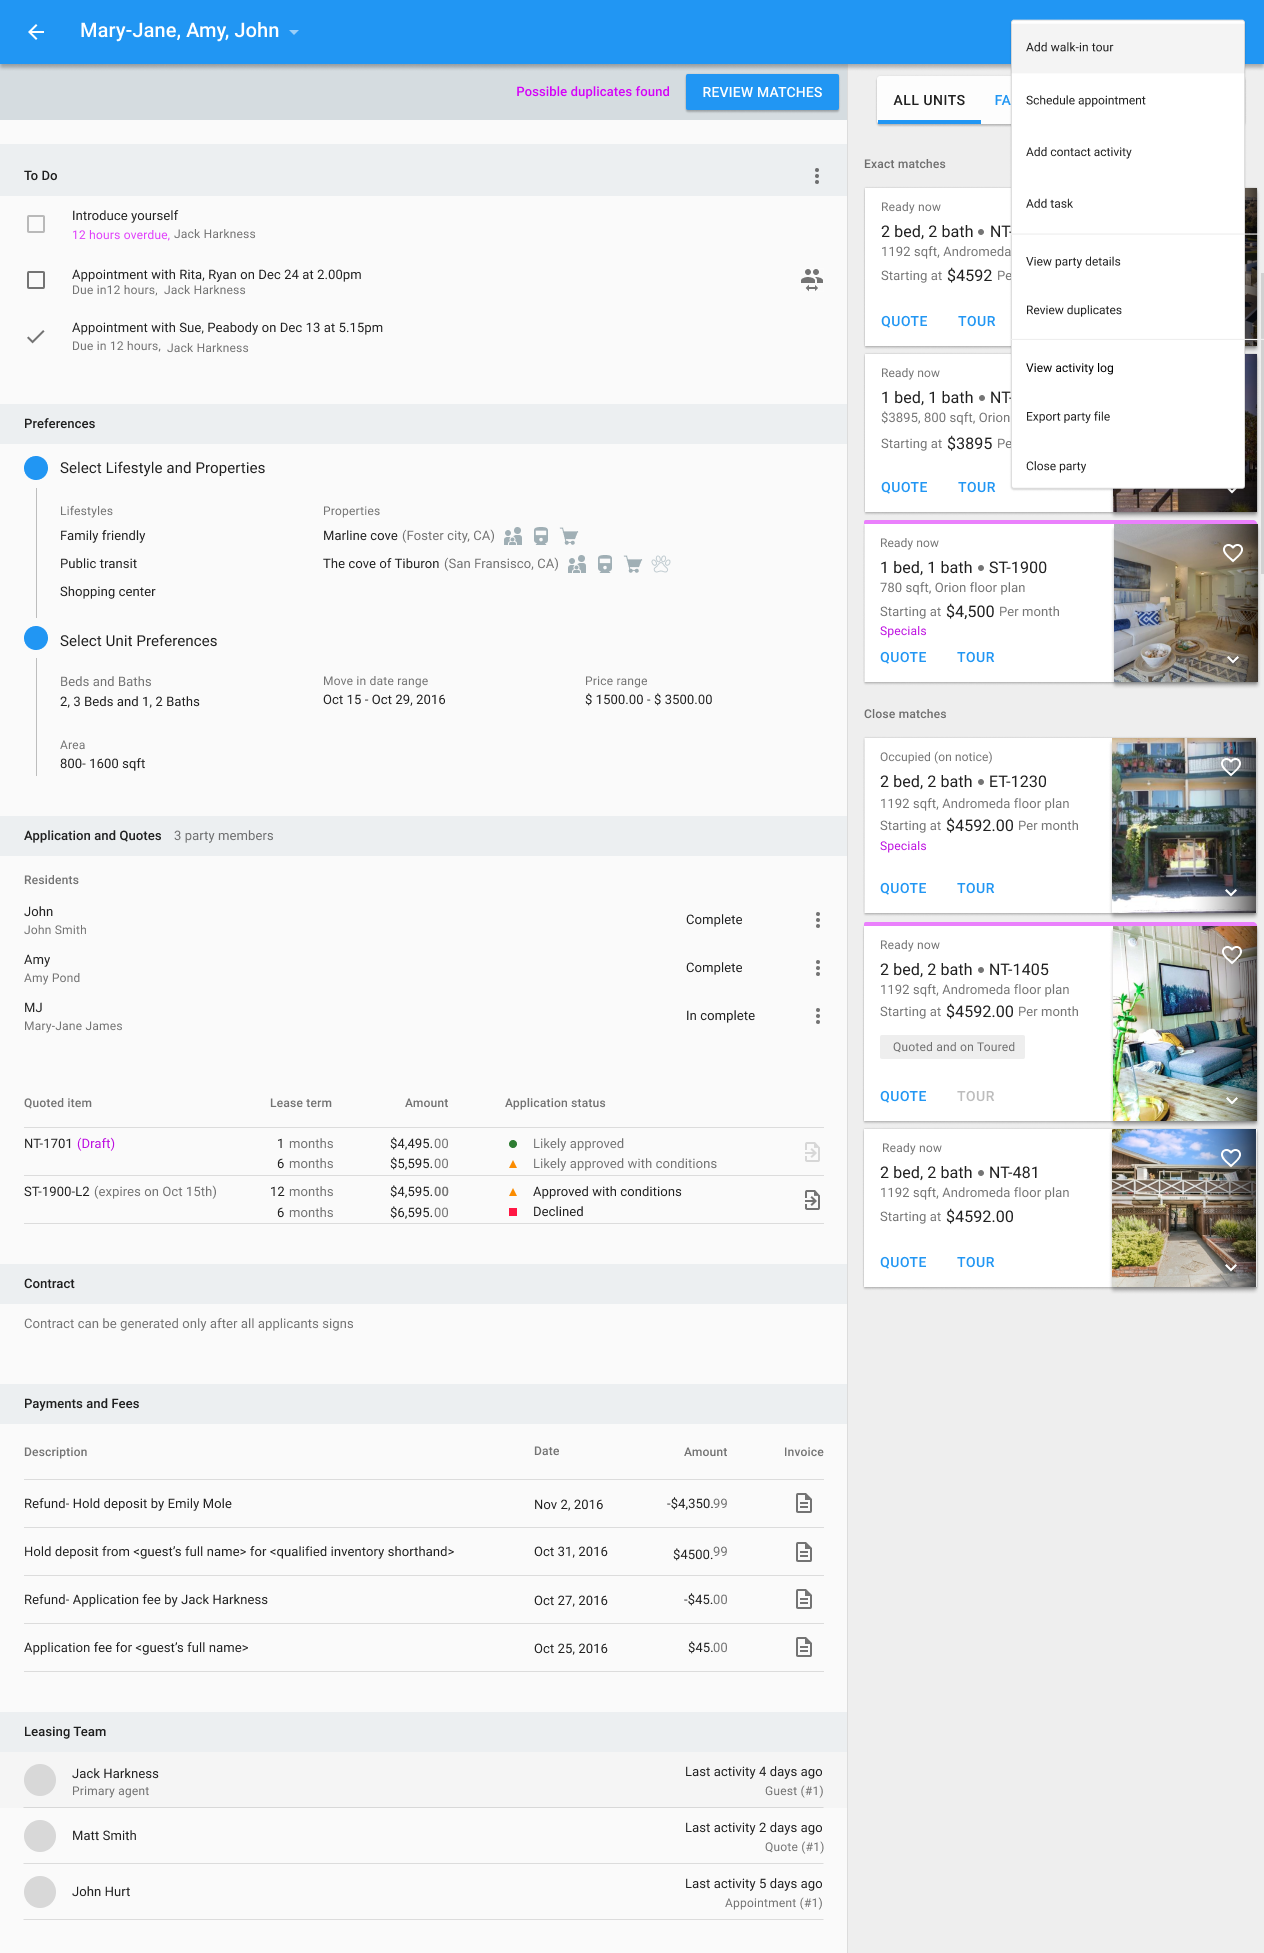 Mary-Jane, Amy, John
Possible duplicates found
REVIEW MATCHES
To Do
Introduce yourself
12 hours overdue, Jack Harkness
Appointment with Rita, Ryan on Dec 24 at 2.00pm
Due in12 hours, Jack Harkness
Appointment with Sue, Peabody on Dec 13 at 5.15pm
Due in 12 hours, Jack Harkness
Preferences
Select Lifestyle and Properties
Lifestyles Properties
Family friendly Marline cove (Foster city, CA)
Public transit The cove of Tiburon (San Fransisco, CA)
Shopping center
Select Unit Preferences
Beds and Baths Move in date range Price range
2, 3 Beds and 1, 2 Baths Oct 15 - Oct 29, 2016 $ 1500.00 - $ 3500.00
Area
800- 1600 sqft
Application and Quotes 3 party members
Residents
John
John Smith
Complete
Amy
Amy Pond
Complete
MJ
Mary-Jane James
In complete
Quoted item Lease term Amount Application status
NT-1701 (Draft) 1 months $4,495.00 Likely approved
6 months $5,595.00 Likely approved with conditions
ST-1900-L2 (expires on Oct 15th) 12 months $4,595.00 Approved with conditions
6 months $6,595.00 Declined
Contract
Contract can be generated only after all applicants signs
Payments and Fees
Description Date Amount Invoice
Refund- Hold deposit by Emily Mole Nov 2, 2016 -$4,350.99
Hold deposit from <guest's full name> for <qualified inventory shorthand> Oct 31, 2016 $4500.99
Refund- Application fee by Jack Harkness Oct 27, 2016 -$45.00
Application fee for <guest's full name> Oct 25, 2016 $45.00
Leasing Team
Jack Harkness Last activity 4 days ago
Primary agent Guest (#1)
Matt Smith Last activity 2 days ago
Quote (#1)
John Hurt Last activity 5 days ago
Appointment (#1)
Add walk-in tour
Schedule appointment
Add contact activity
Add task
View party details
Review duplicates
View activity log
Export party file
Close party
ALL UNITS FA
Exact matches
Ready now
2 bed, 2 bath • NT-
1192 sqft, Andromeda
Starting at $4592 Pe
QUOTE TOUR
Ready now
1 bed, 1 bath • NT-
$3895, 800 sqft, Orion
Starting at $3895 Pe
QUOTE TOUR
Ready now
1 bed, 1 bath • ST-1900
780 sqft, Orion floor plan
Starting at $4,500 Per month
Specials
QUOTE TOUR
Close matches
Occupied (on notice)
2 bed, 2 bath • ET-1230
1192 sqft, Andromeda floor plan
Starting at $4592.00 Per month
Specials
QUOTE TOUR
Ready now
2 bed, 2 bath • NT-1405
1192 sqft, Andromeda floor plan
Starting at $4592.00 Per month
Quoted and on Toured
QUOTE TOUR
Ready now
2 bed, 2 bath • NT-481
1192 sqft, Andromeda floor plan
Starting at $4592.00
QUOTE TOUR